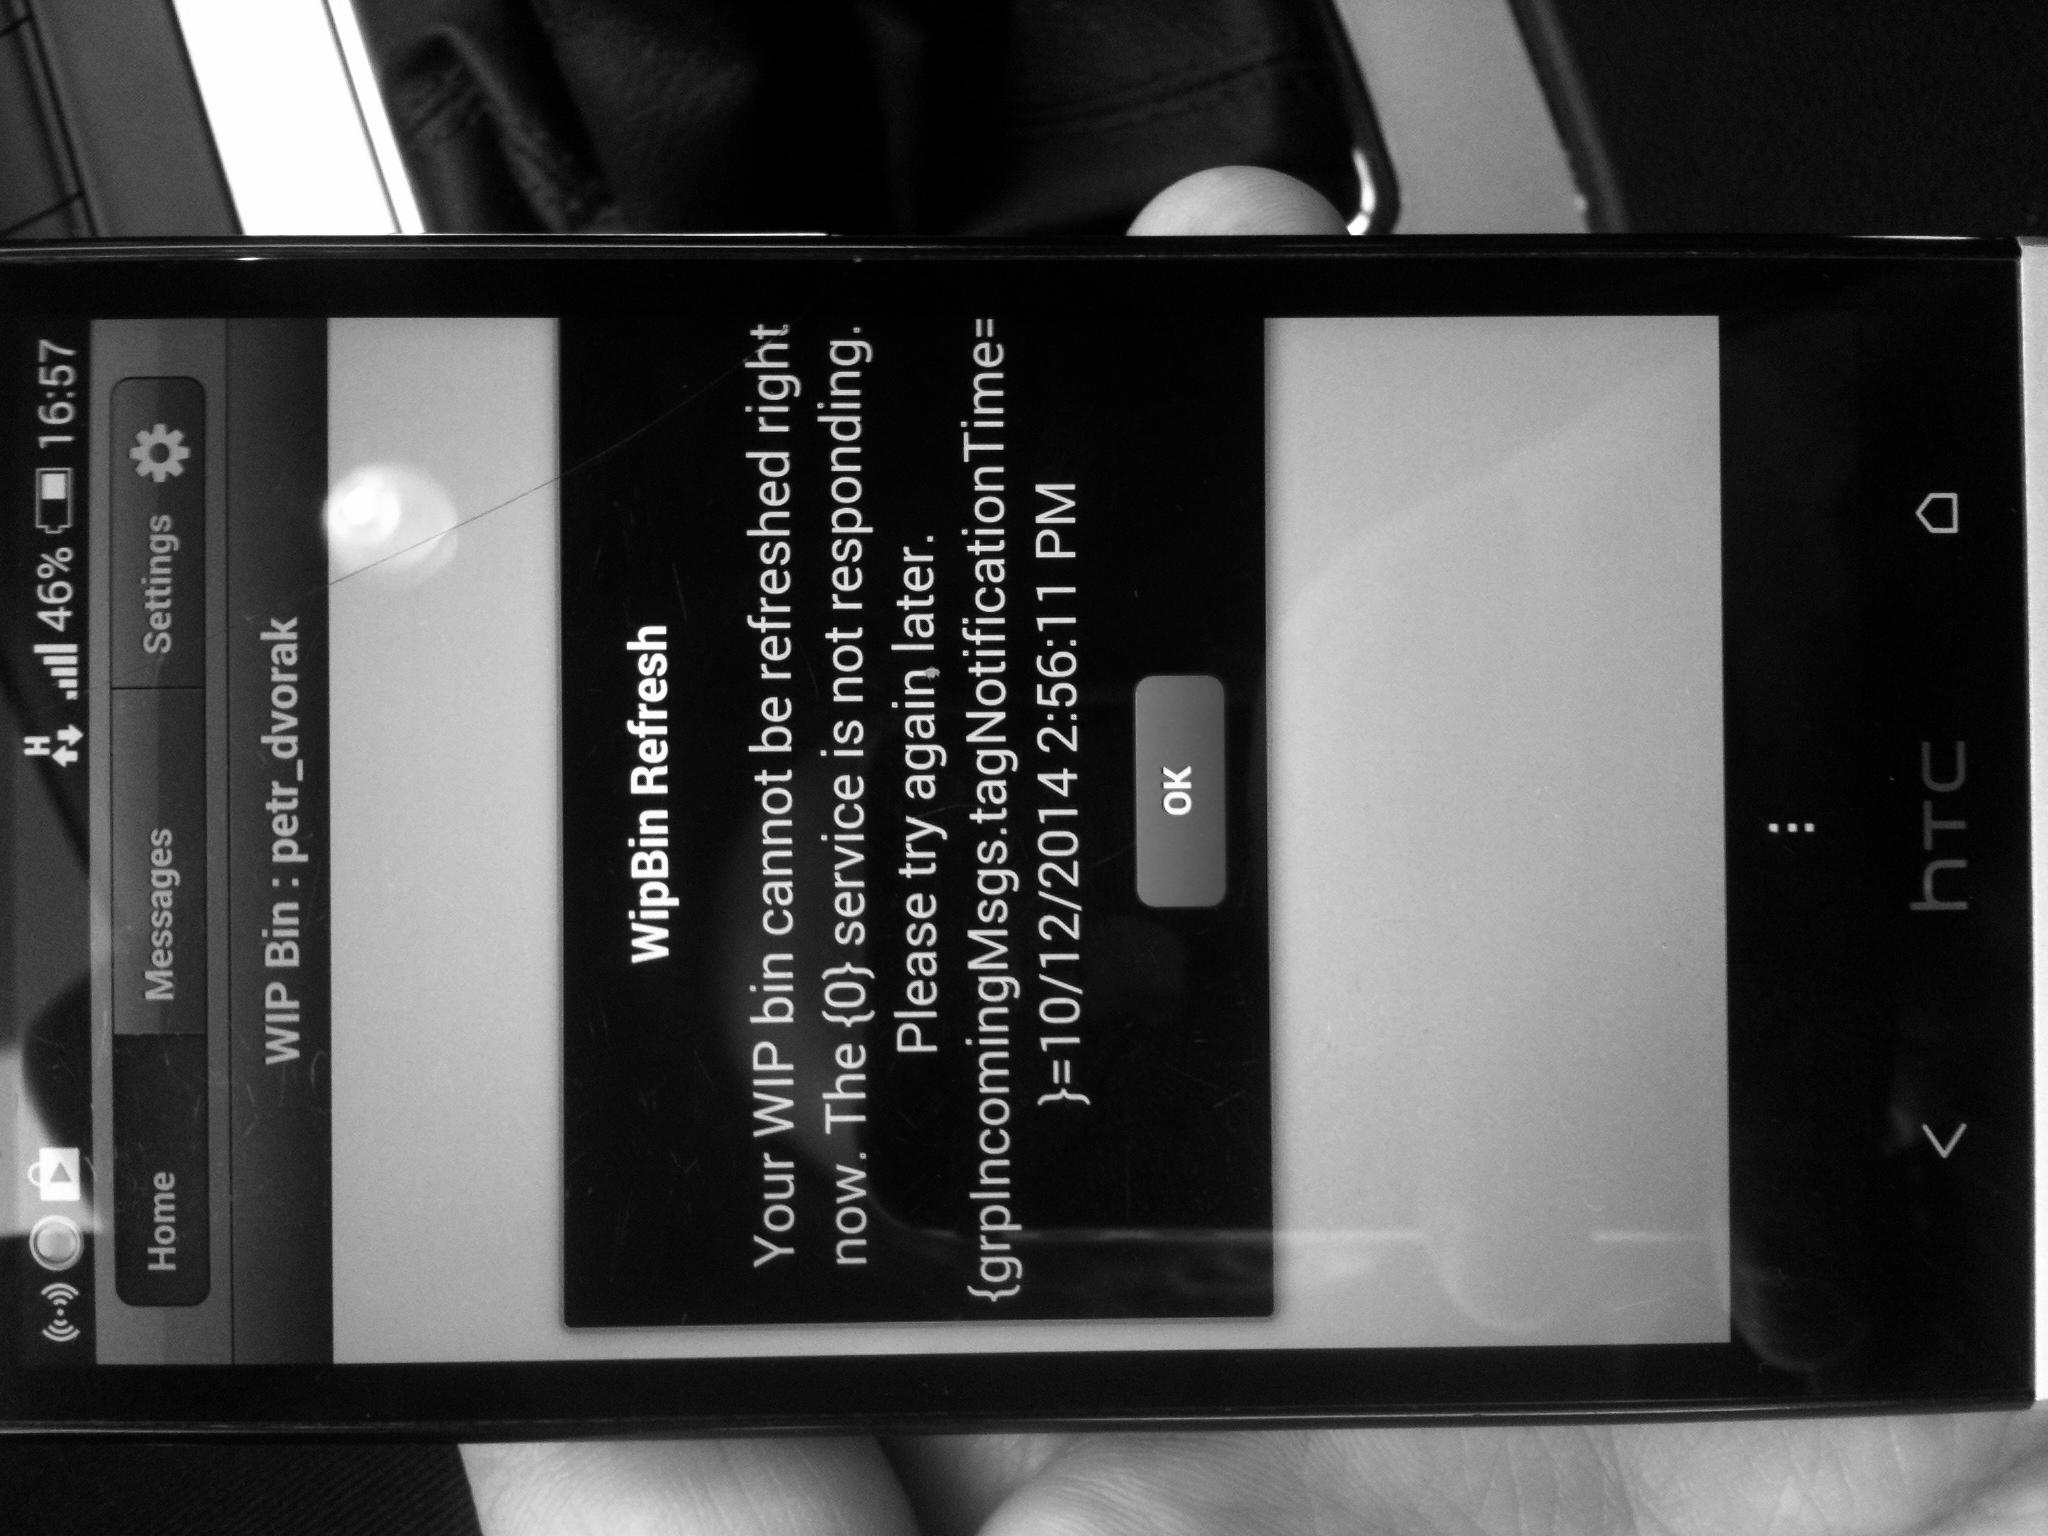 H 46% 16:57
Home Messages Settings
WIP Bin : petr_dvorak
WipBin Refresh
Your WIP bin cannot be refreshed right
now. The {0} service is not responding.
Please try again later.
{grpIncomingMsgs.tagNotificationTime=
}=10/12/2014 2:56:11 PM
OK
hTC